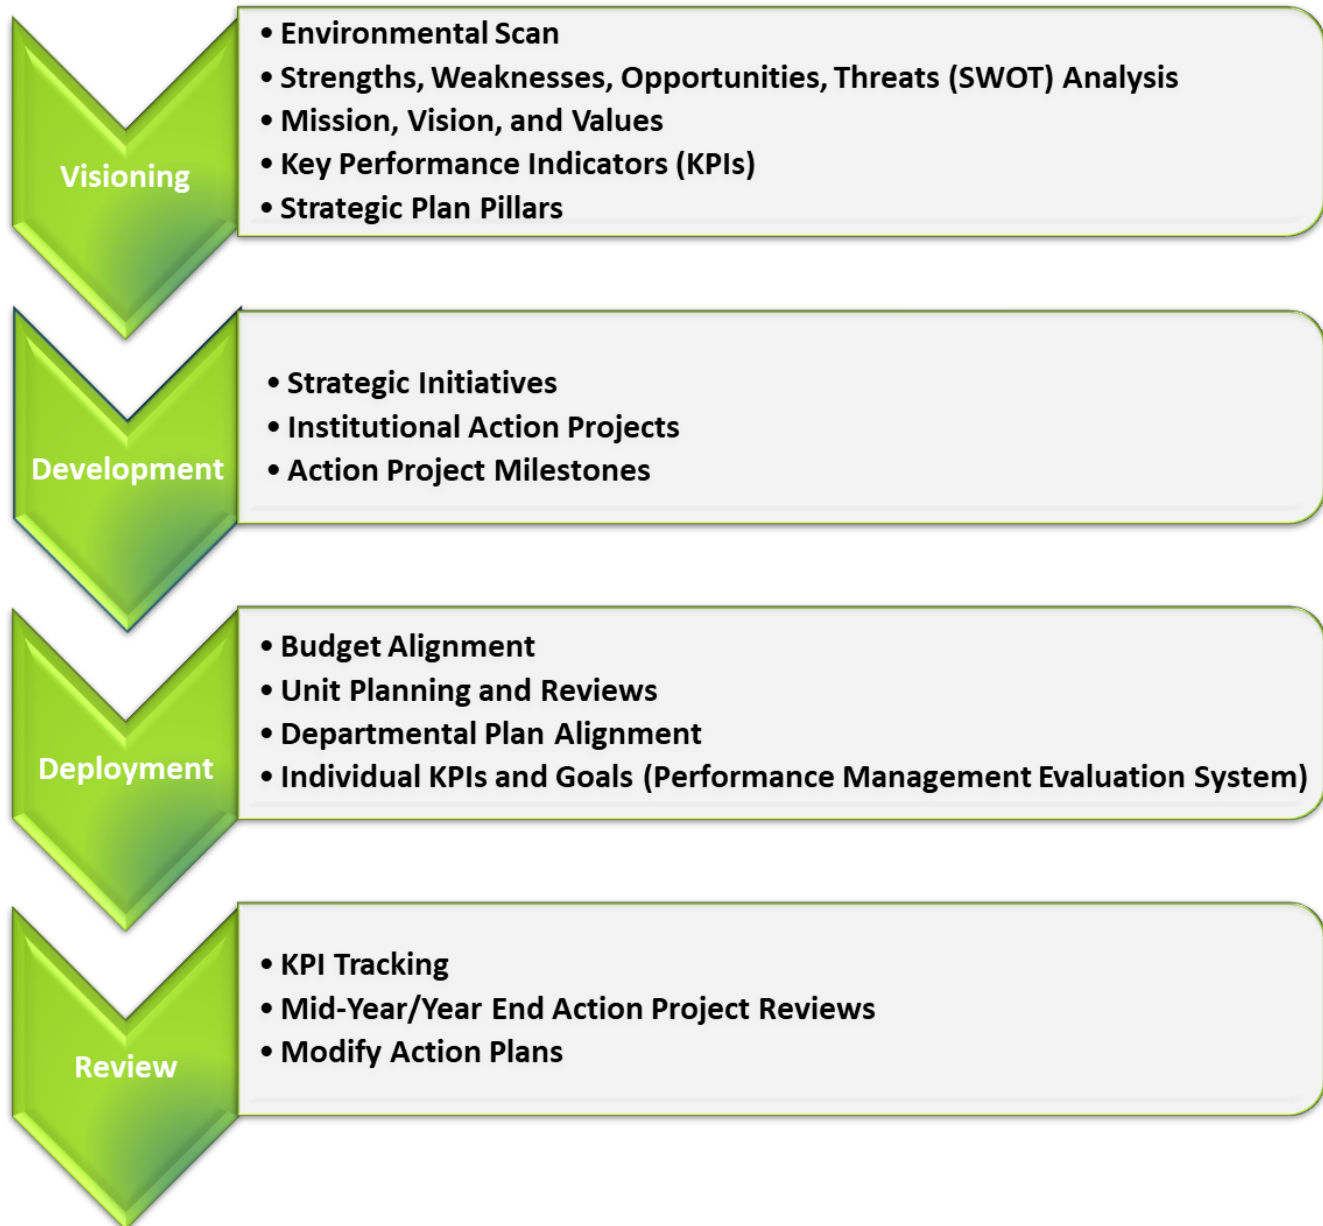 Visioning
• Environmental Scan
• Strengths, Weaknesses, Opportunities, Threats (SWOT) Analysis
• Mission, Vision, and Values
• Key Performance Indicators (KPIs)
• Strategic Plan Pillars
Development
• Strategic Initiatives
• Institutional Action Projects
• Action Project Milestones
Deployment
• Budget Alignment
• Unit Planning and Reviews
• Departmental Plan Alignment
• Individual KPIs and Goals (Performance Management Evaluation System)
Review
• KPI Tracking
• Mid-Year/Year End Action Project Reviews
• Modify Action Plans